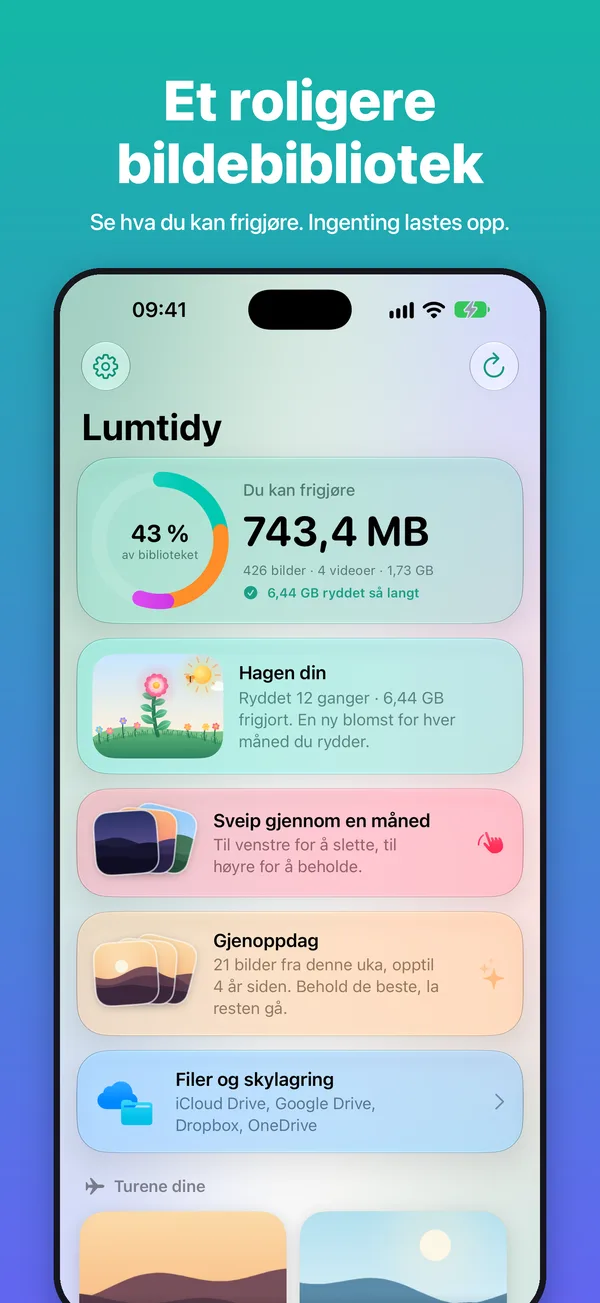 Et roligere
bildebibliotek
Se hva du kan frigjøre. Ingenting lastes opp.
09:41
Lumtidy
43 %
av biblioteket
Du kan frigjøre
743,4 MB
426 bilder · 4 videoer · 1,73 GB
6,44 GB ryddet så langt
Hagen din
Ryddet 12 ganger · 6,44 GB
frigjort. En ny blomst for hver
måned du rydder.
Sveip gjennom en måned
Til venstre for å slette, til
høyre for å beholde.
Gjenoppdag
21 bilder fra denne uka, opptil
4 år siden. Behold de beste, la
resten gå.
Filer og skylagring
iCloud Drive, Google Drive,
Dropbox, OneDrive
Turene dine